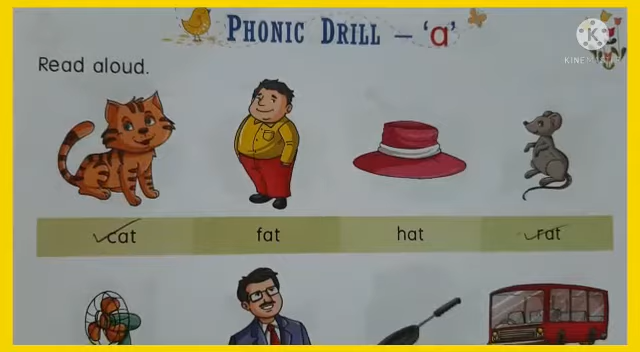 PHONIC DRILL – 'a'
Read aloud.
cat fat hat rat